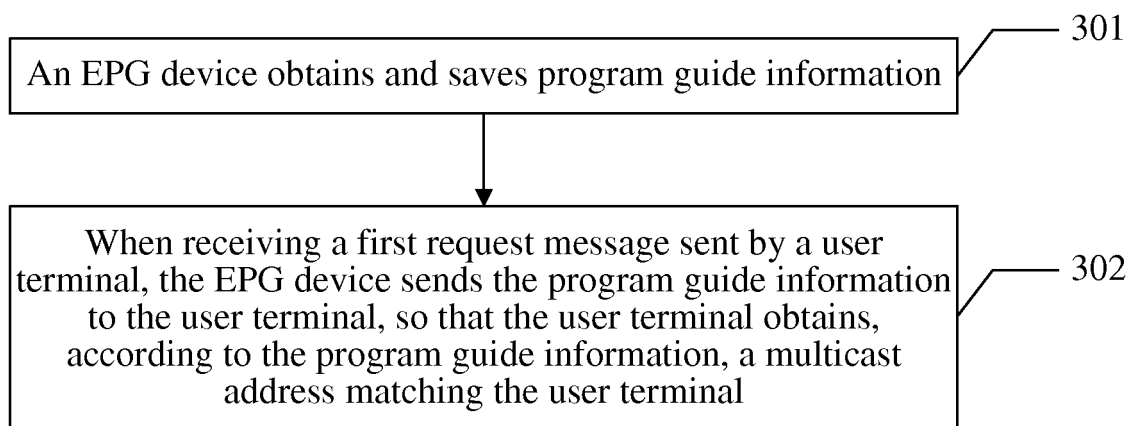 301
An EPG device obtains and saves program guide information
When receiving a first request message sent by a user
terminal, the EPG device sends the program guide information
to the user terminal, so that the user terminal obtains,
according to the program guide information, a multicast
address matching the user terminal
302